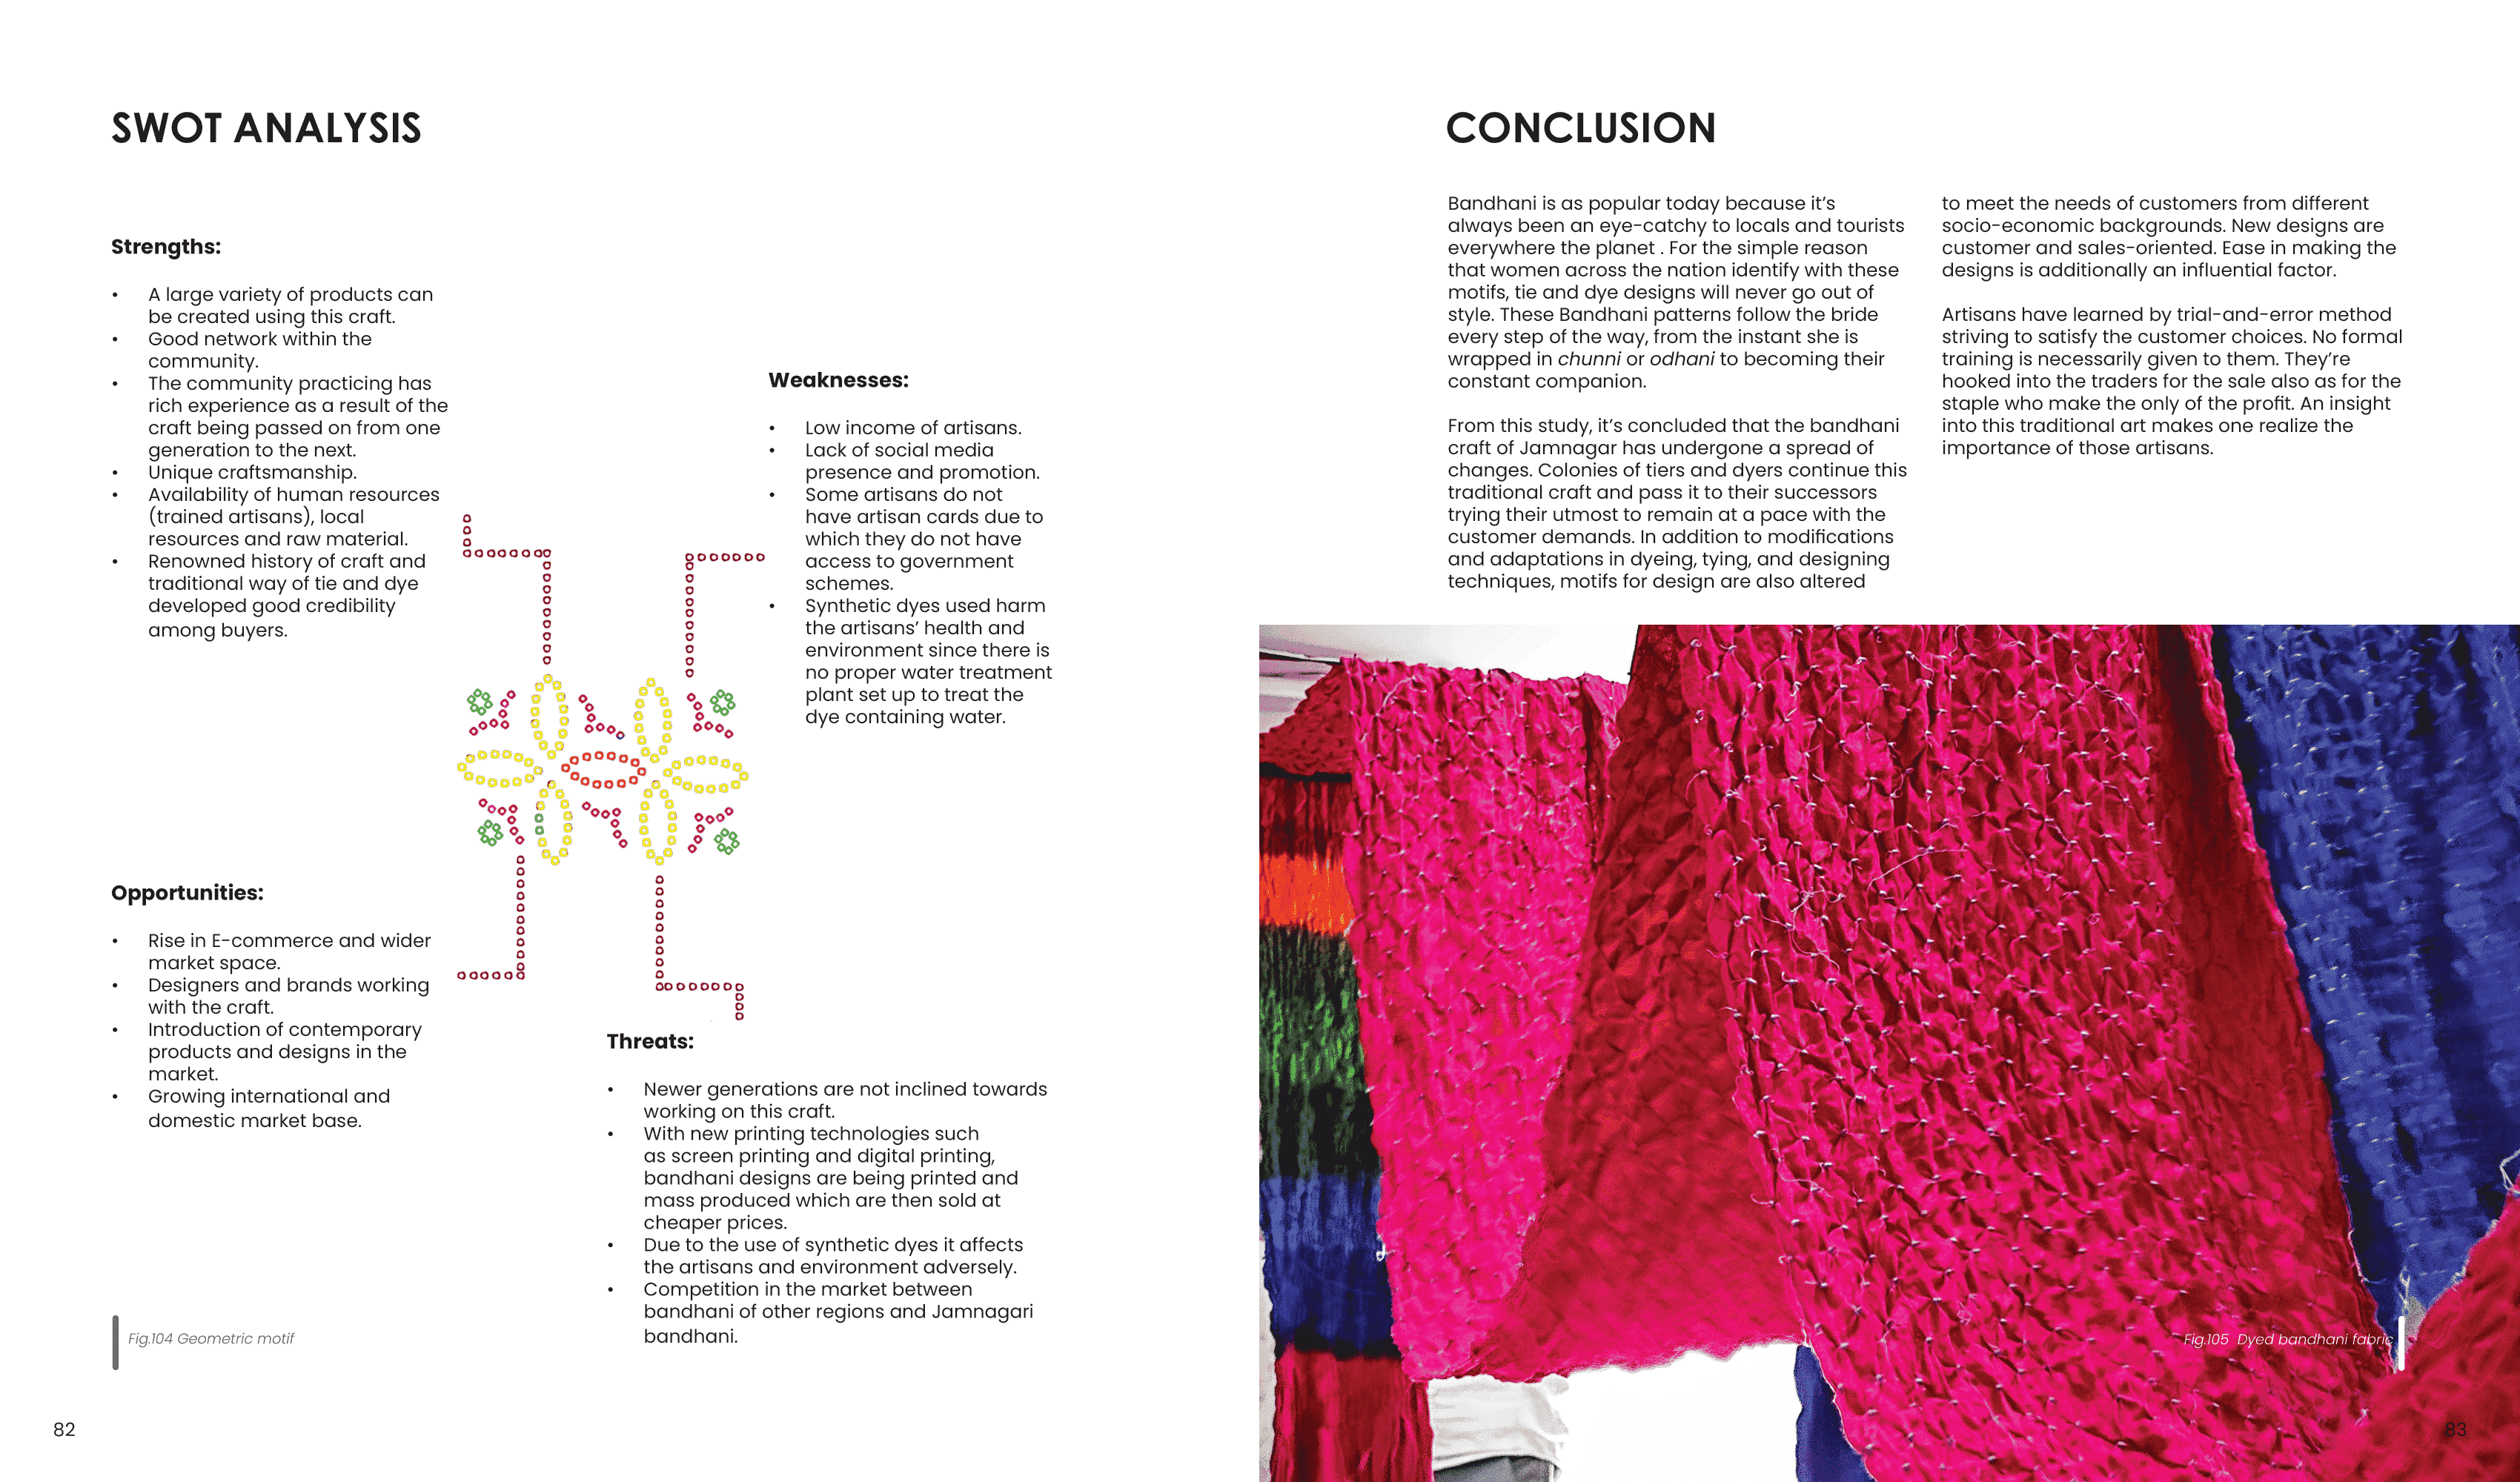 SWOT ANALYSIS
Strengths:
• A large variety of products can
be created using this craft.
• Good network within the
community.
• The community practicing has
rich experience as a result of the
craft being passed on from one
generation to the next.
• Unique craftsmanship.
• Availability of human resources
(trained artisans), local
resources and raw material.
• Renowned history of craft and
traditional way of tie and dye
developed good credibility
among buyers.
Weaknesses:
• Low income of artisans.
• Lack of social media
presence and promotion.
• Some artisans do not
have artisan cards due to
which they do not have
access to government
schemes.
• Synthetic dyes used harm
the artisans’ health and
environment since there is
no proper water treatment
plant set up to treat the
dye containing water.
Opportunities:
• Rise in E-commerce and wider
market space.
• Designers and brands working
with the craft.
• Introduction of contemporary
products and designs in the
market.
• Growing international and
domestic market base.
Threats:
• Newer generations are not inclined towards
working on this craft.
• With new printing technologies such
as screen printing and digital printing,
bandhani designs are being printed and
mass produced which are then sold at
cheaper prices.
• Due to the use of synthetic dyes it affects
the artisans and environment adversely.
• Competition in the market between
bandhani of other regions and Jamnagari
bandhani.
Fig.104 Geometric motif
82
CONCLUSION
Bandhani is as popular today because it’s
always been an eye-catchy to locals and tourists
everywhere the planet . For the simple reason
that women across the nation identify with these
motifs, tie and dye designs will never go out of
style. These Bandhani patterns follow the bride
every step of the way, from the instant she is
wrapped in chunni or odhani to becoming their
constant companion.
From this study, it’s concluded that the bandhani
craft of Jamnagar has undergone a spread of
changes. Colonies of tiers and dyers continue this
traditional craft and pass it to their successors
trying their utmost to remain at a pace with the
customer demands. In addition to modifications
and adaptations in dyeing, tying, and designing
techniques, motifs for design are also altered
to meet the needs of customers from different
socio-economic backgrounds. New designs are
customer and sales-oriented. Ease in making the
designs is additionally an influential factor.
Artisans have learned by trial-and-error method
striving to satisfy the customer choices. No formal
training is necessarily given to them. They’re
hooked into the traders for the sale also as for the
staple who make the only of the profit. An insight
into this traditional art makes one realize the
importance of those artisans.
Fig.105 Dyed bandhani fabric
83